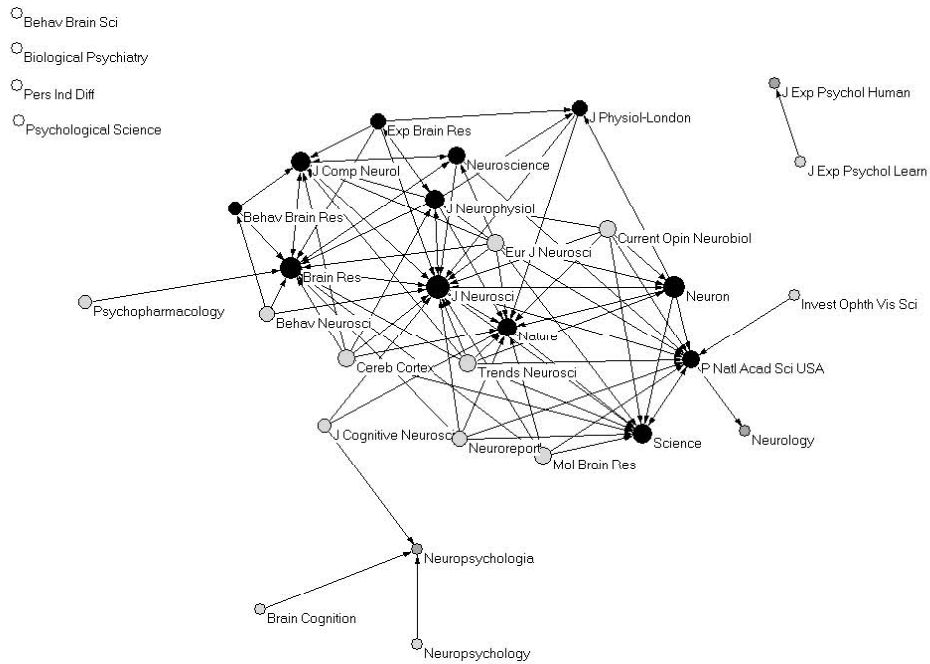 Behav Brain Sci
Biological Psychiatry
Pers Ind Diff
Psychological Science
J Exp Psychol Human
J Physiol-London
Exp Brain Res
Neuroscience
J Comp Neurol
J Exp Psychol Learn
J Neurophysiol
Behav Brain Res
Current Opin Neurobiol
Eur J Neurosci
Brain Res
J Neurosci
Neuron
Invest Ophth Vis Sci
Psychopharmacology
Behav Neurosci
Nature
Cereb Cortex
Trends Neurosci
P Natl Acad Sci USA
J Cognitive Neurosci
Neurology
Science
Neuroreport
Mol Brain Res
Neuropsychologia
Brain Cognition
Neuropsychology